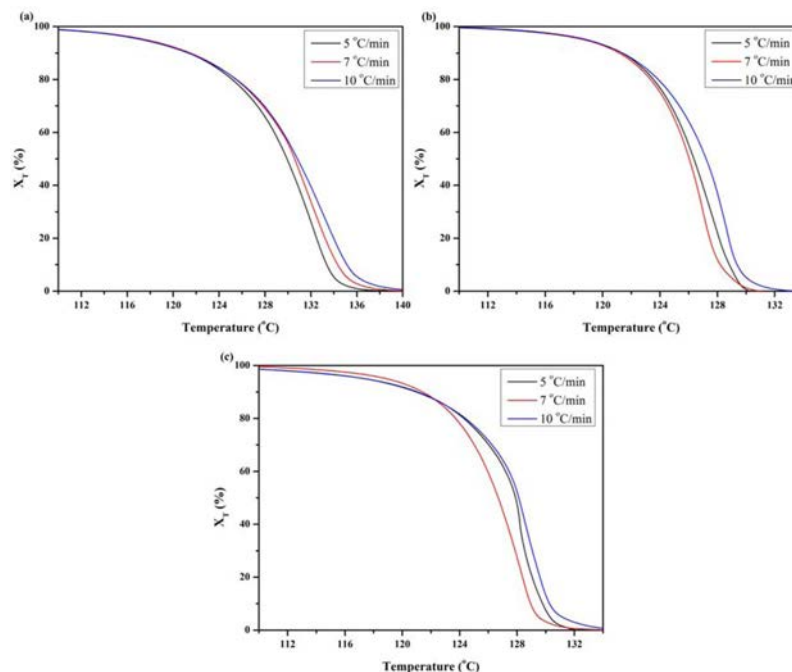 (a)
100
80
60
40
20
0
X_T (%)
5 °C/min
7 °C/min
10 °C/min
112 116 120 124 128 132 136 140
Temperature (°C)
(b)
100
80
60
40
20
0
X_T (%)
5 °C/min
7 °C/min
10 °C/min
112 116 120 124 128 132
Temperature (°C)
(c)
100
80
60
40
20
0
X_T (%)
5 °C/min
7 °C/min
10 °C/min
112 116 120 124 128 132
Temperature (°C)